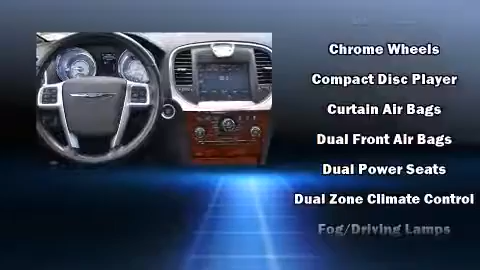 Chrome Wheels
Compact Disc Player
Curtain Air Bags
Dual Front Air Bags
Dual Power Seats
Dual Zone Climate Control
Fog/Driving Lamps